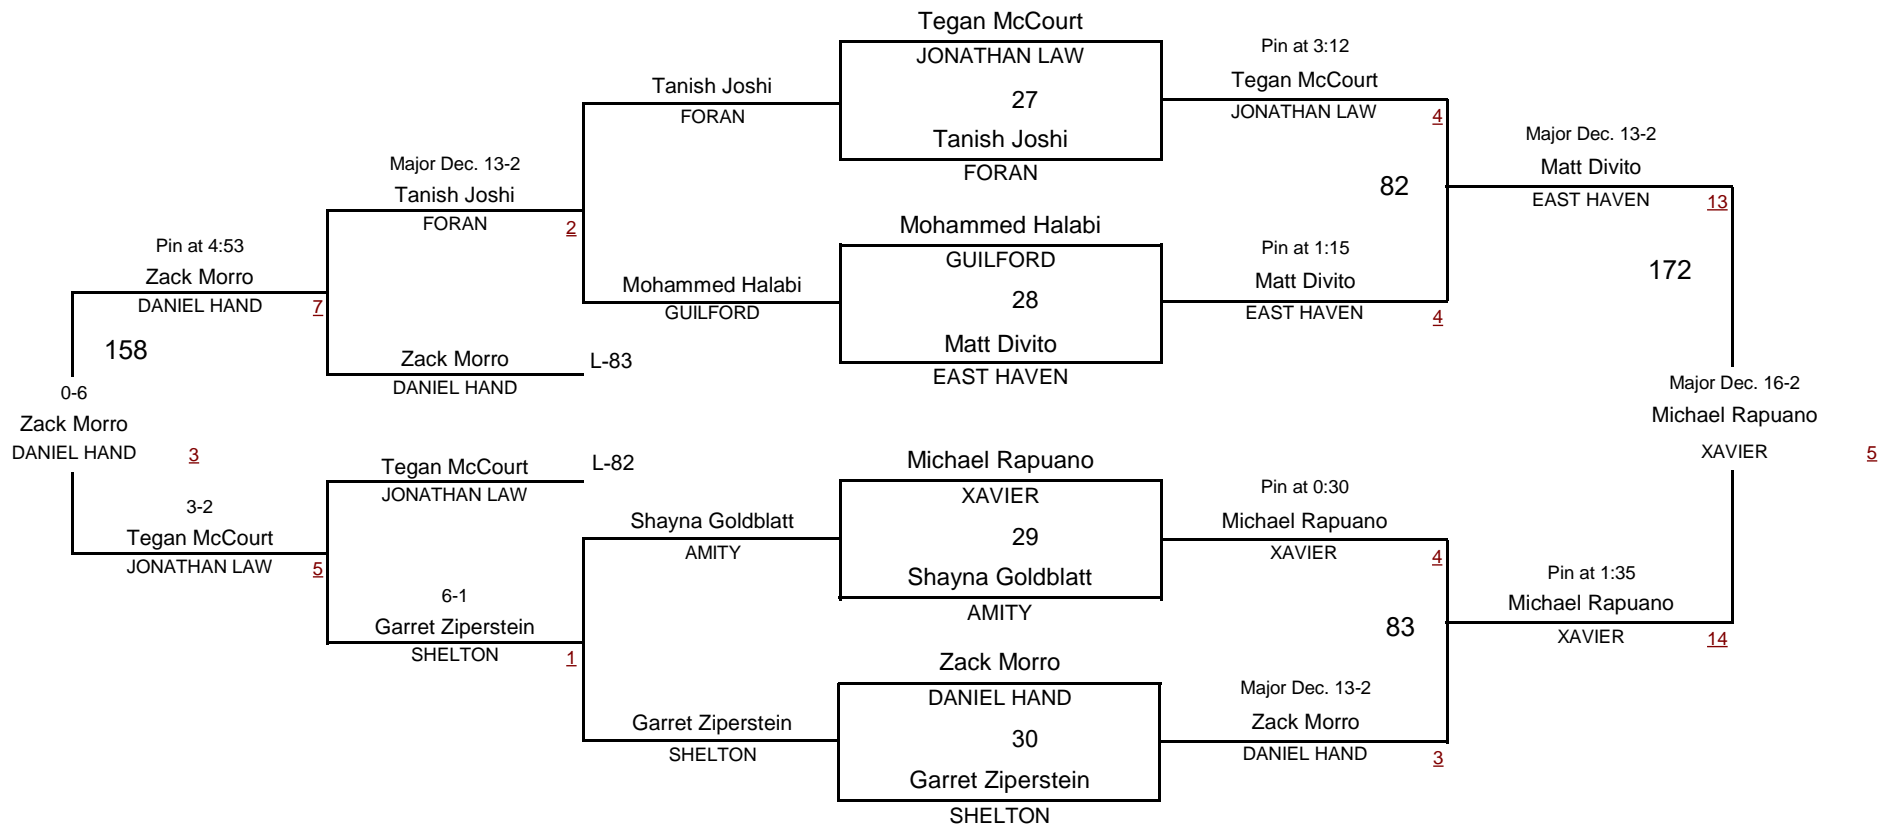 Tegan McCourt
JONATHAN LAW
27
Tanish Joshi
FORAN
Mohammed Halabi
GUILFORD
28
Matt Divito
EAST HAVEN
Michael Rapuano
XAVIER
29
Shayna Goldblatt
AMITY
Zack Morro
DANIEL HAND
30
Garret Ziperstein
SHELTON
Pin at 3:12
Tegan McCourt
JONATHAN LAW
4
82
Pin at 1:15
Matt Divito
EAST HAVEN
4
Pin at 0:30
Michael Rapuano
XAVIER
4
83
Major Dec. 13-2
Zack Morro
DANIEL HAND
3
Major Dec. 13-2
Matt Divito
EAST HAVEN
13
172
Pin at 1:35
Michael Rapuano
XAVIER
14
Major Dec. 16-2
Michael Rapuano
XAVIER
5
Tanish Joshi
FORAN
Mohammed Halabi
GUILFORD
Shayna Goldblatt
AMITY
Garret Ziperstein
SHELTON
Major Dec. 13-2
Tanish Joshi
FORAN
2
Zack Morro
L-83
DANIEL HAND
Tegan McCourt
L-82
JONATHAN LAW
6-1
Garret Ziperstein
SHELTON
1
Pin at 4:53
Zack Morro
DANIEL HAND
7
158
3-2
Tegan McCourt
JONATHAN LAW
5
0-6
Zack Morro
DANIEL HAND
3